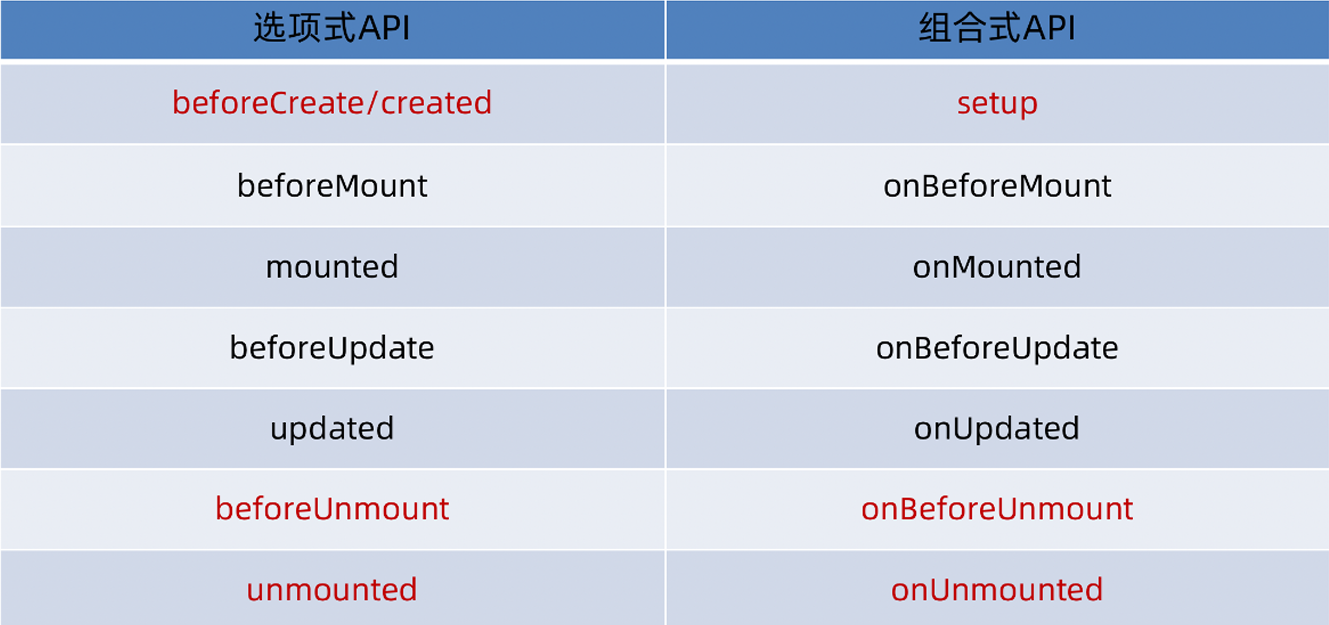 选项式API 组合式API
beforeCreate/created setup
beforeMount onBeforeMount
mounted onMounted
beforeUpdate onBeforeUpdate
updated onUpdated
beforeUnmount onBeforeUnmount
unmounted onUnmounted